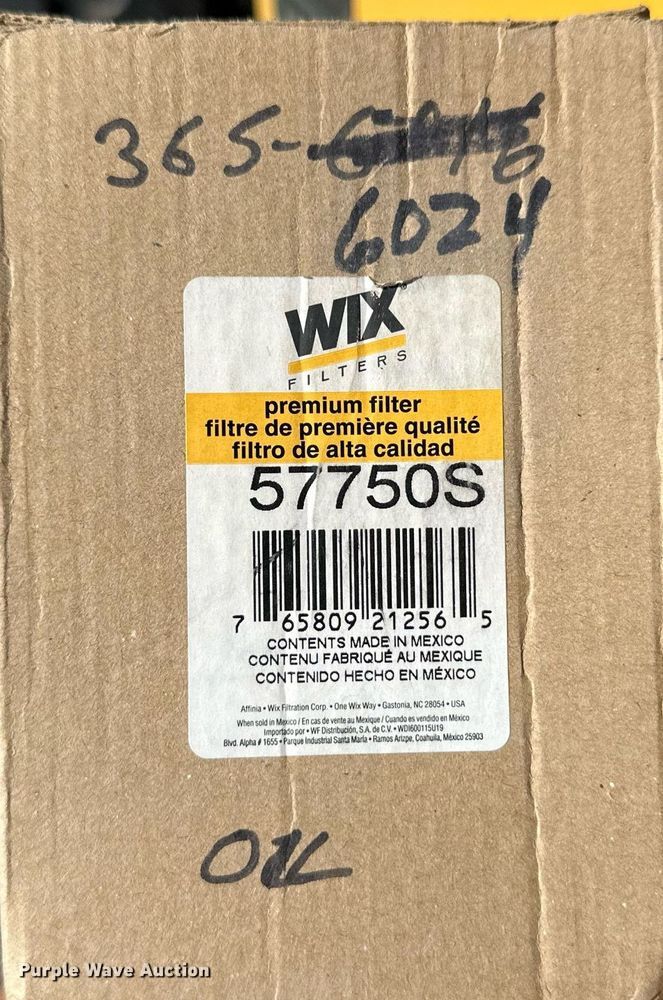 365-
6024
WIX®
FILTERS
premium filter
filtre de première qualité
filtro de alta calidad
57750S
7 65809 21256 5
CONTENTS MADE IN MEXICO
CONTENU FABRIQUÉ AU MEXIQUE
CONTENIDO HECHO EN MÉXICO
Affinia • Wix Filtration Corp. • One Wix Way • Gastonia, NC 28054 • USA
When sold in Mexico / En cas de vente au Mexique / Cuando es vendido en México
Importado por • WF Distribución, S.A. de C.V. • WDI600115U19
Blvd. Alpha # 1655 • Parque Industrial Santa María • Ramos Arizpe, Coahuila, México 25903
OIL
Purple Wave Auction